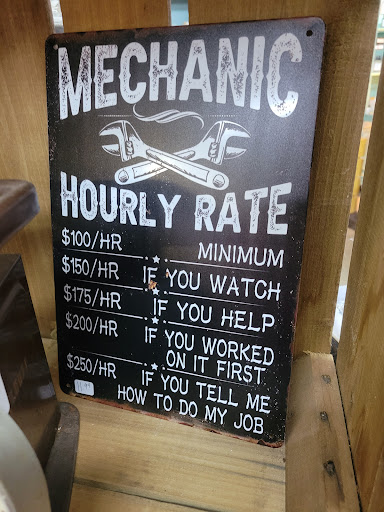 MECHANIC
HOURLY RATE
$100/HR MINIMUM
$150/HR IF YOU WATCH
$175/HR IF YOU HELP
$200/HR IF YOU WORKED
ON IT FIRST
$250/HR IF YOU TELL ME
HOW TO DO MY JOB